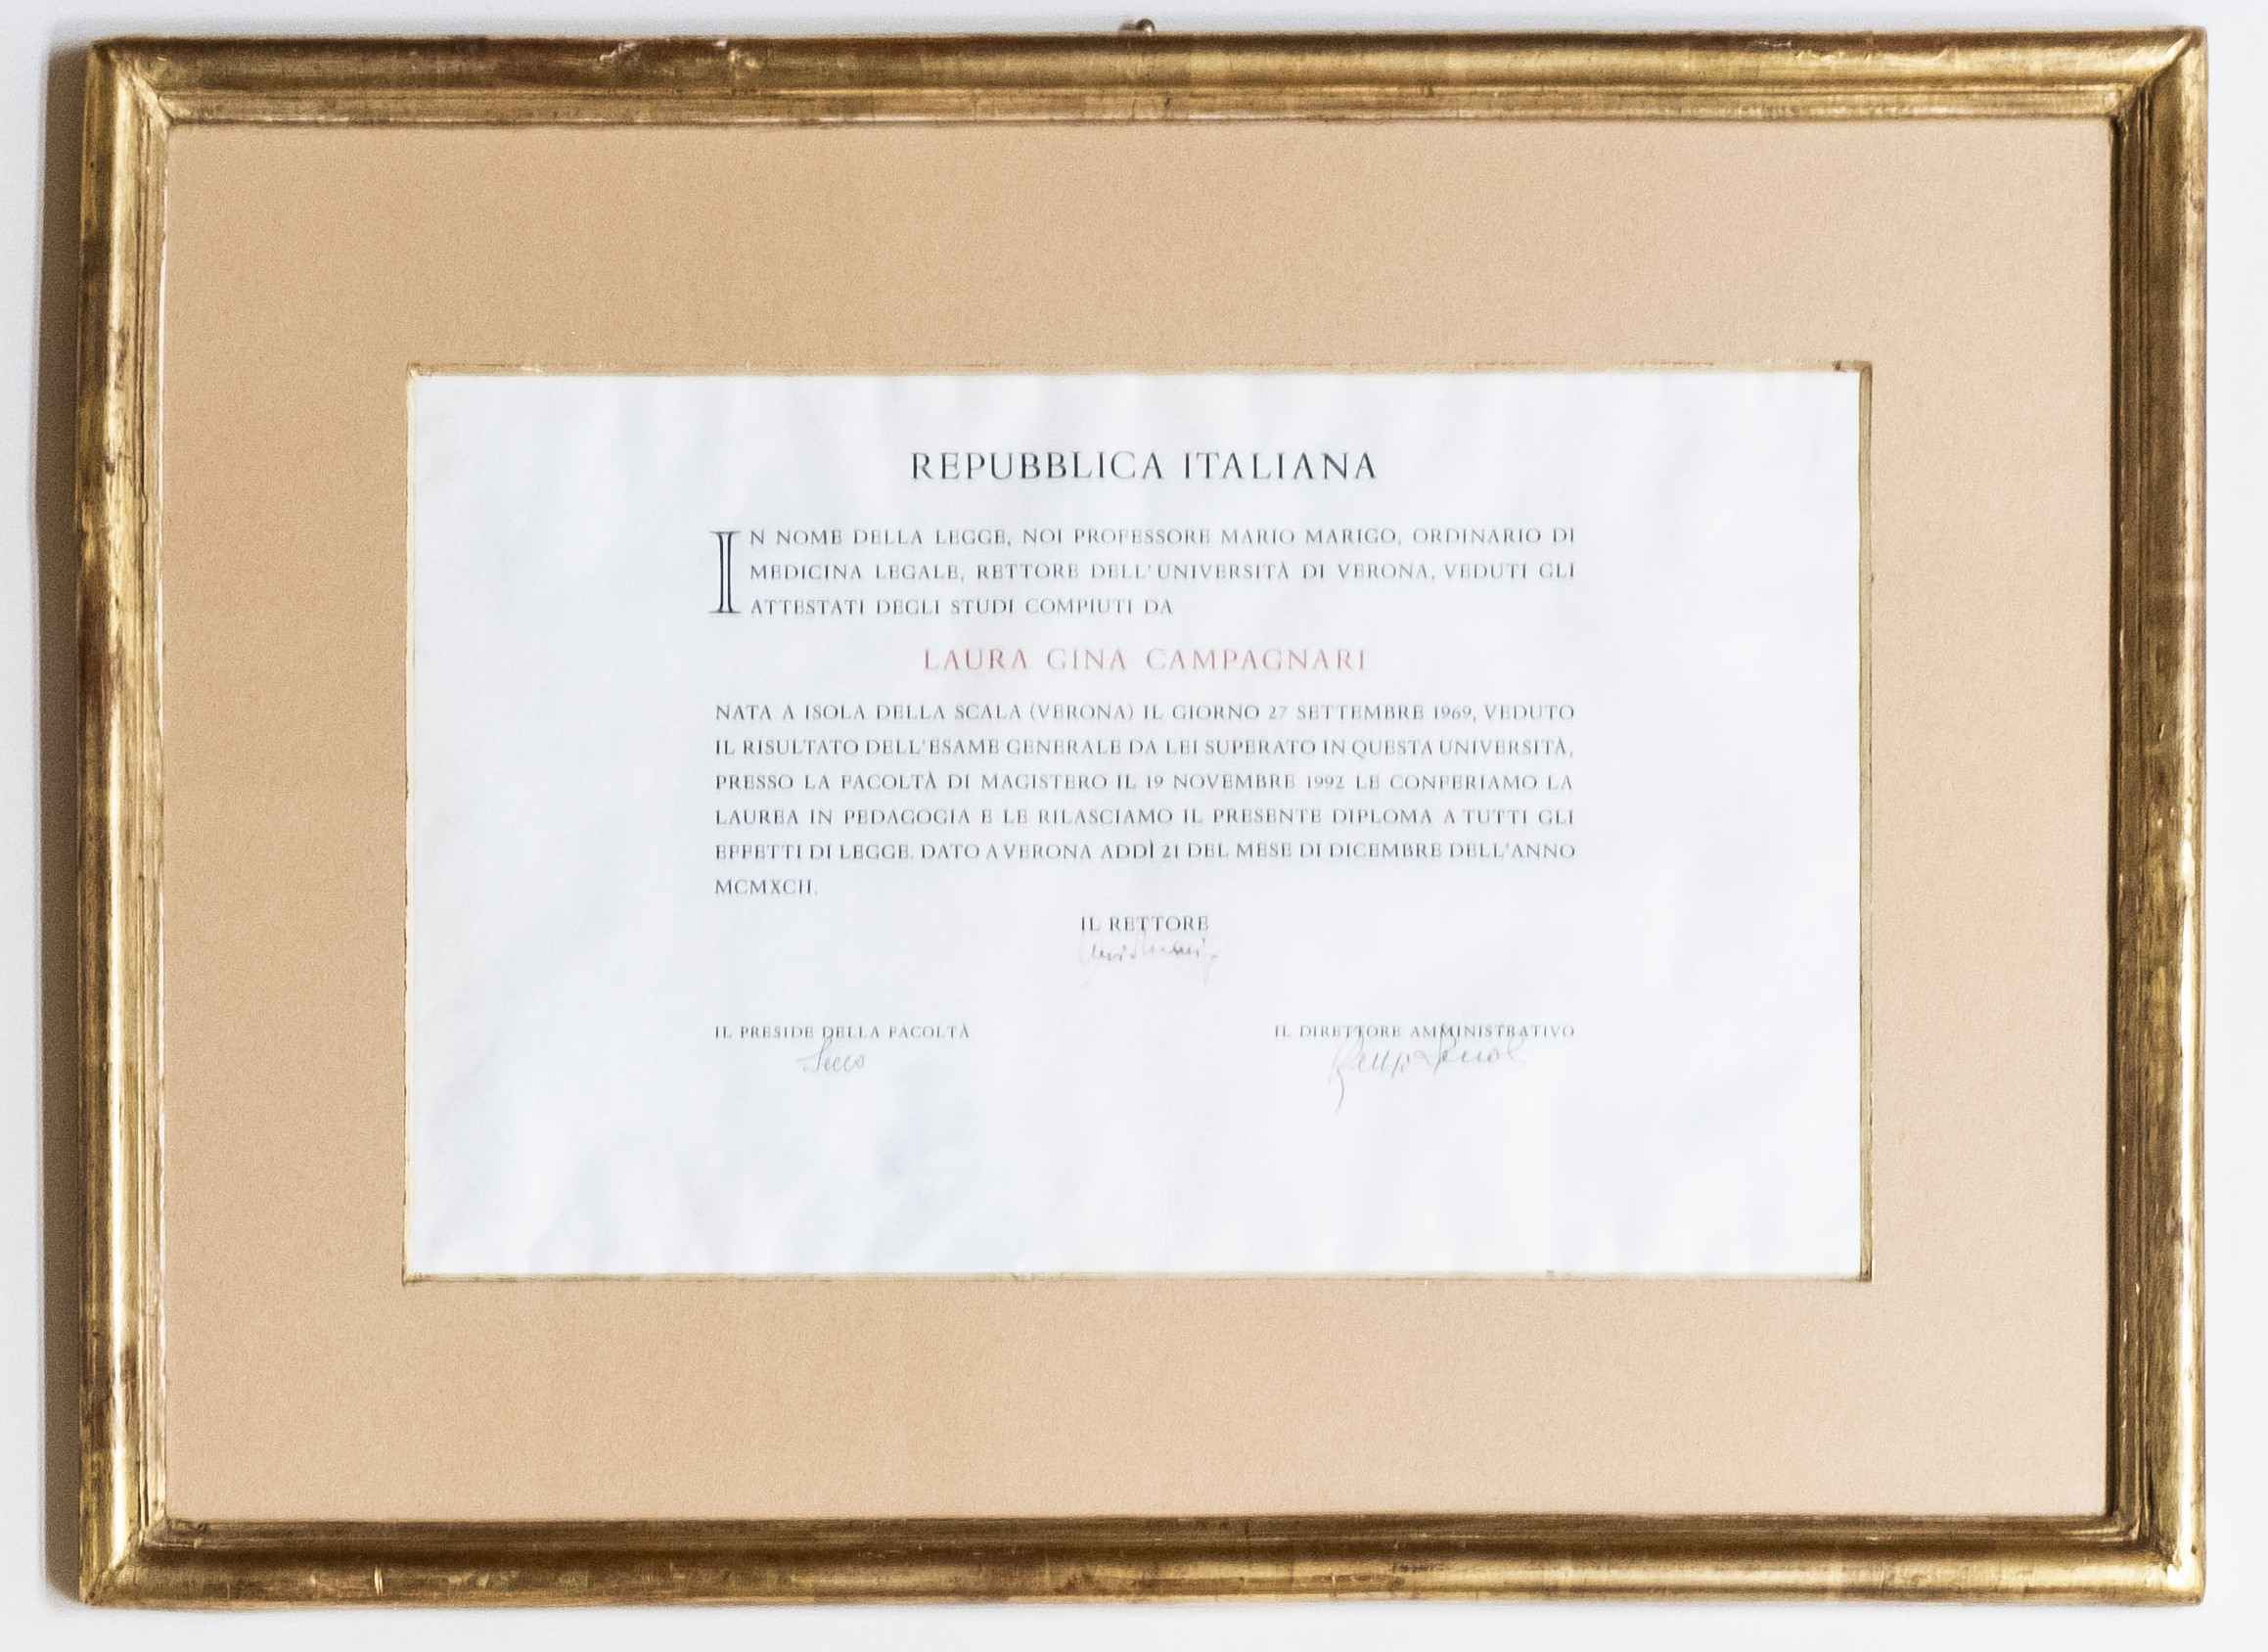 REPUBBLICA ITALIANA
IN NOME DELLA LEGGE, NOI PROFESSORE MARIO MARIGO, ORDINARIO DI
MEDICINA LEGALE, RETTORE DELL'UNIVERSITÀ DI VERONA, VEDUTI GLI
ATTESTATI DEGLI STUDI COMPIUTI DA
LAURA GINA CAMPAGNARI
NATA A ISOLA DELLA SCALA (VERONA) IL GIORNO 27 SETTEMBRE 1969, VEDUTO
IL RISULTATO DELL'ESAME GENERALE DA LEI SUPERATO IN QUESTA UNIVERSITÀ,
PRESSO LA FACOLTÀ DI MAGISTERO IL 19 NOVEMBRE 1992 LE CONFERIAMO LA
LAUREA IN PEDAGOGIA E LE RILASCIAMO IL PRESENTE DIPLOMA A TUTTI GLI
EFFETTI DI LEGGE. DATO A VERONA ADDÌ 21 DEL MESE DI DICEMBRE DELL'ANNO
MCMXCII.
IL RETTORE
IL PRESIDE DELLA FACOLTÀ
IL DIRETTORE AMMINISTRATIVO